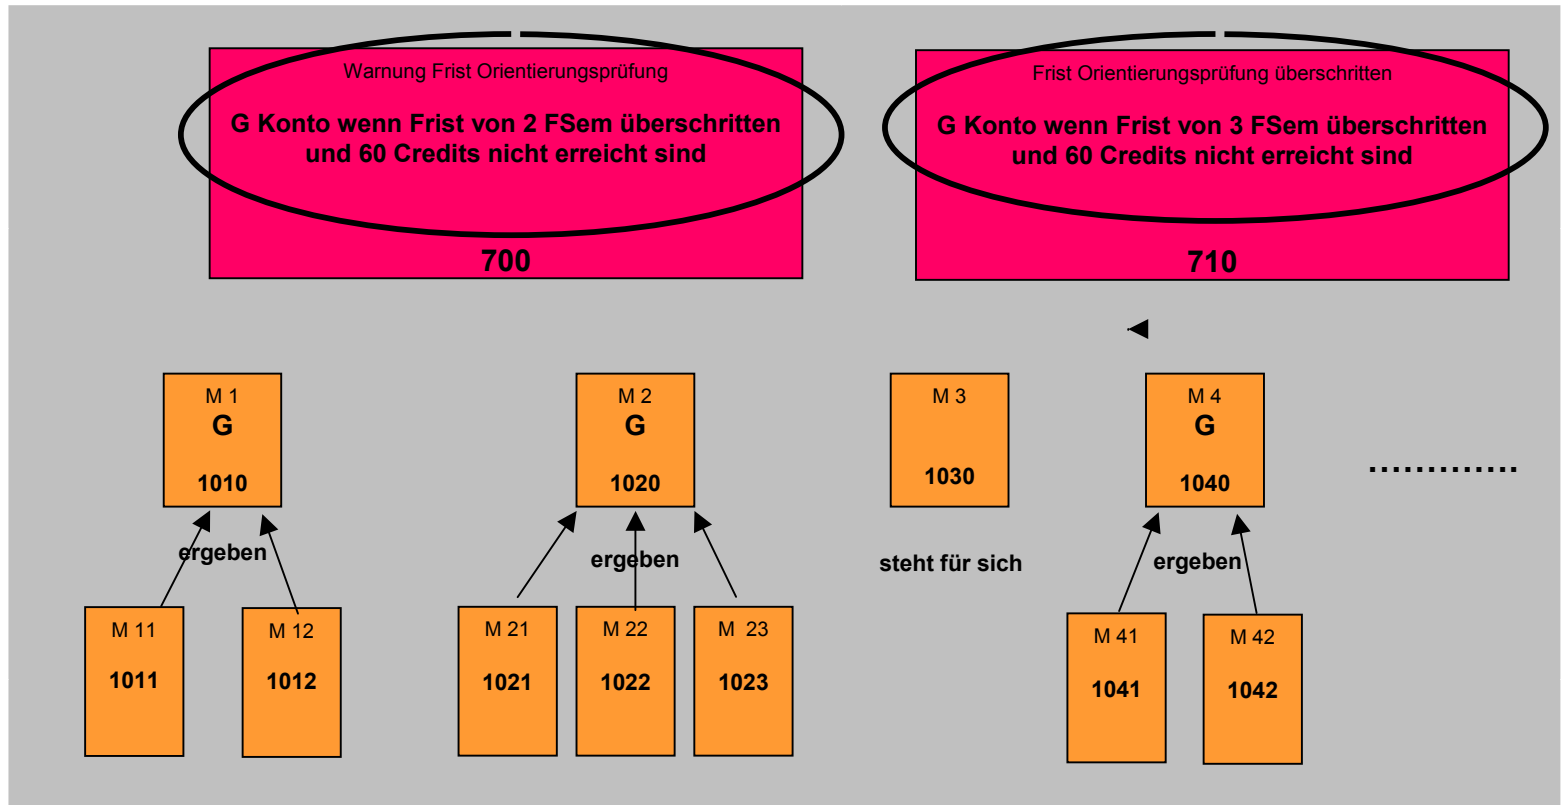 Warnung Frist Orientierungsprüfung
G Konto wenn Frist von 2 FSem überschritten
und 60 Credits nicht erreicht sind
700
Frist Orientierungsprüfung überschritten
G Konto wenn Frist von 3 FSem überschritten
und 60 Credits nicht erreicht sind
710
M 1
G
1010
M 2
G
1020
M 3
1030
M 4
G
1040
.............
ergeben
ergeben
steht für sich
ergeben
M 11
1011
M 12
1012
M 21
1021
M 22
1022
M 23
1023
M 41
1041
M 42
1042